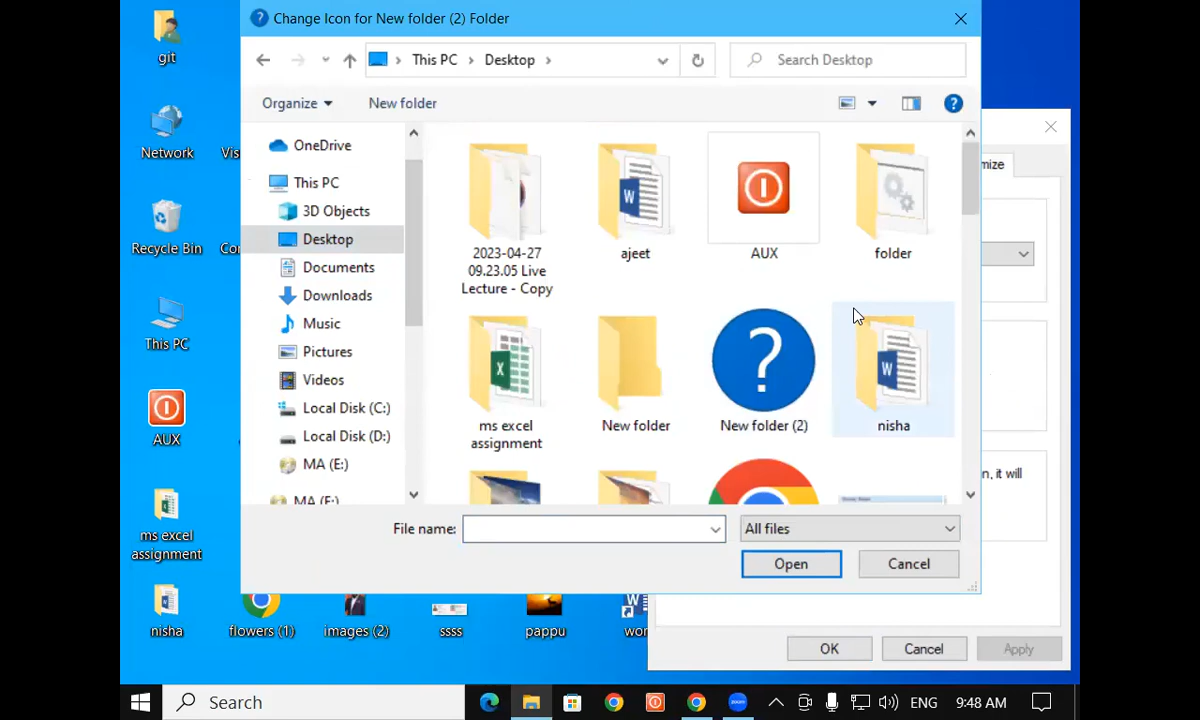 git
Network
Vis
Recycle Bin
Co
This PC
AUX
ms excel
assignment
nisha
flowers (1)
images (2)
ssss
pappu
wor
Change Icon for New folder (2) Folder
This PC
Desktop
Search Desktop
Organize
New folder
OneDrive
This PC
3D Objects
Desktop
Documents
Downloads
Music
Pictures
Videos
Local Disk (C:)
Local Disk (D:)
MA (E:)
2023-04-27
09.23.05 Live
Lecture - Copy
ajeet
AUX
folder
ms excel
assignment
New folder
New folder (2)
nisha
File name:
All files
Open
Cancel
mize
n, it will
OK
Cancel
Apply
Search
ENG
9:48 AM